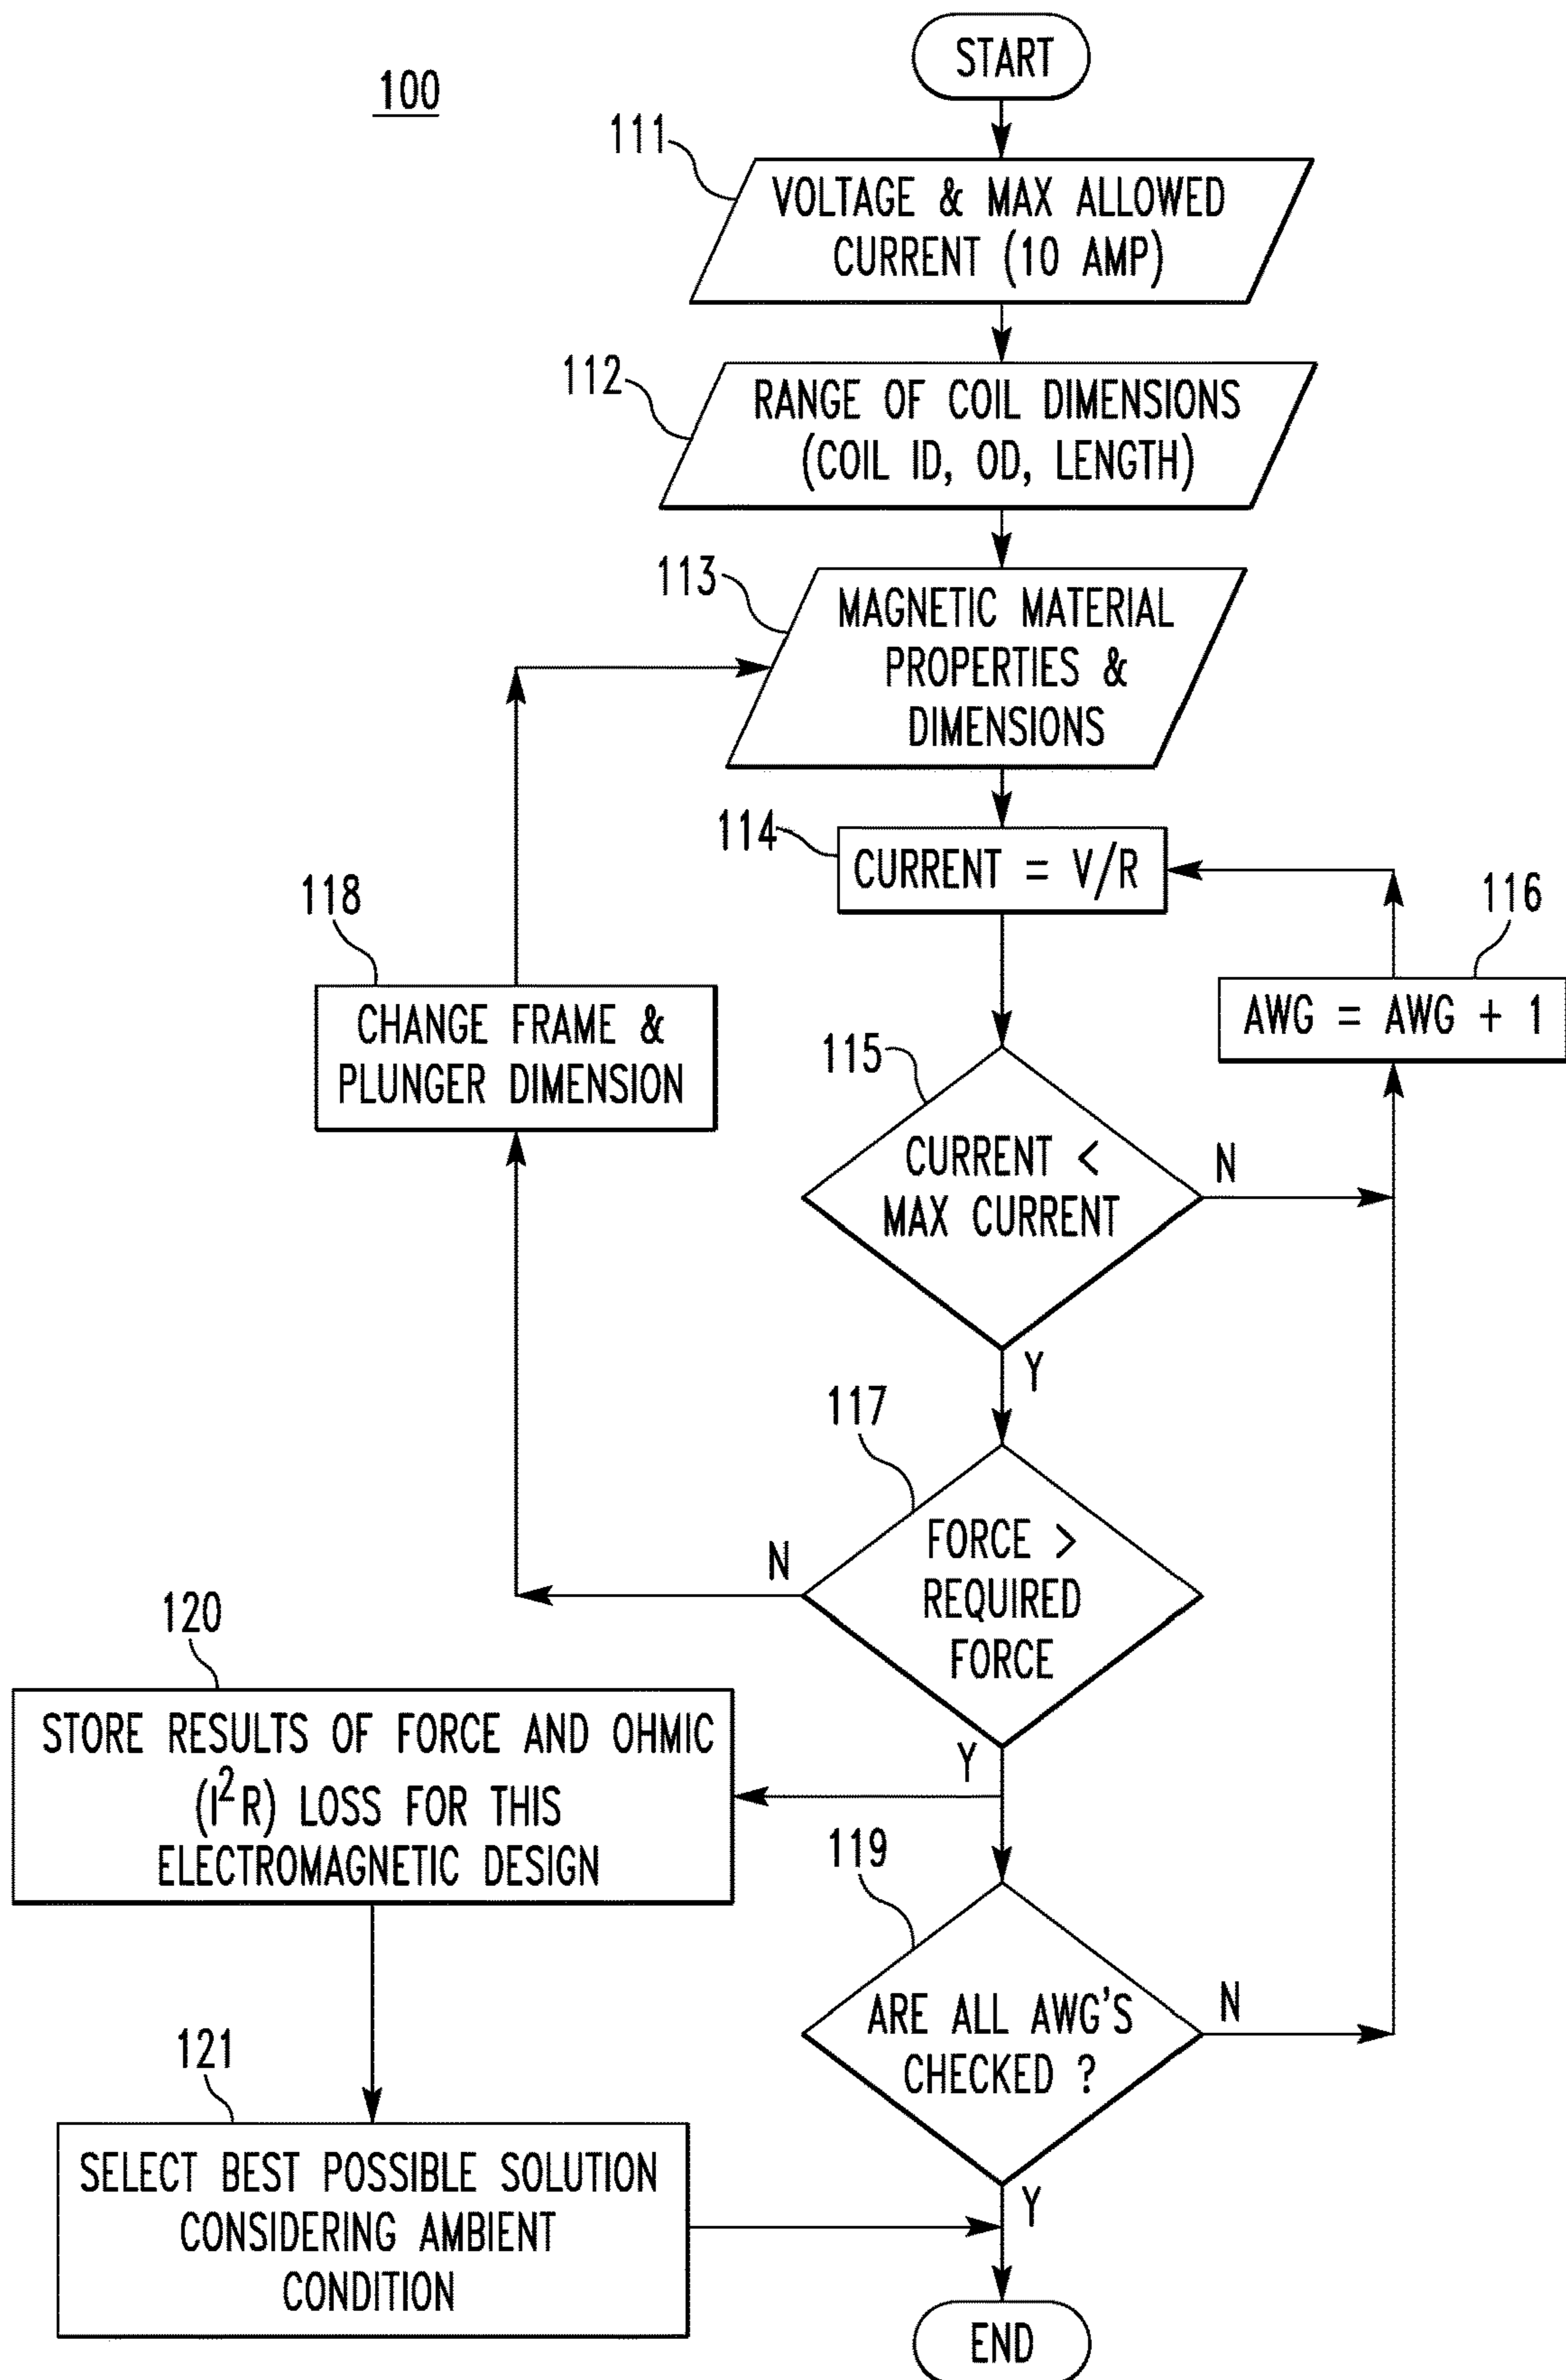 START
100
111
VOLTAGE & MAX ALLOWED
CURRENT (10 AMP)
112
RANGE OF COIL DIMENSIONS
(COIL ID, OD, LENGTH)
113
MAGNETIC MATERIAL
PROPERTIES &
DIMENSIONS
114
CURRENT = V/R
118
CHANGE FRAME &
PLUNGER DIMENSION
116
AWG = AWG + 1
115
CURRENT <
MAX CURRENT
N
Y
117
FORCE >
REQUIRED
FORCE
N
Y
120
STORE RESULTS OF FORCE AND OHMIC
(I²R) LOSS FOR THIS
ELECTROMAGNETIC DESIGN
119
ARE ALL AWG'S
CHECKED ?
N
Y
121
SELECT BEST POSSIBLE SOLUTION
CONSIDERING AMBIENT
CONDITION
END